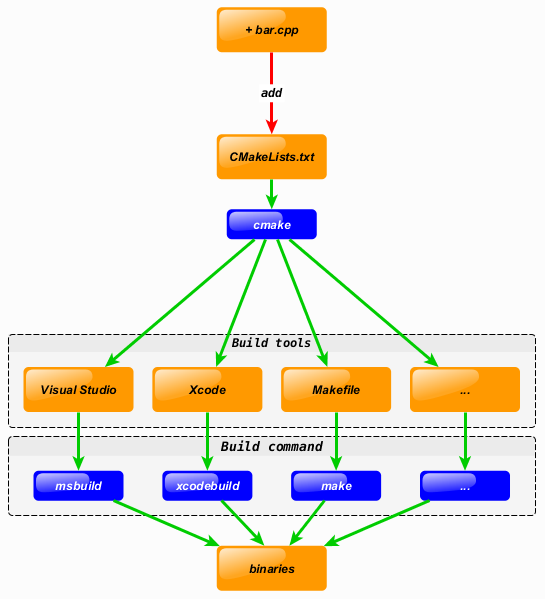 + bar.cpp
add
CMakeLists.txt
cmake
Build tools
Visual Studio
Xcode
Makefile
...
Build command
msbuild
xcodebuild
make
...
binaries